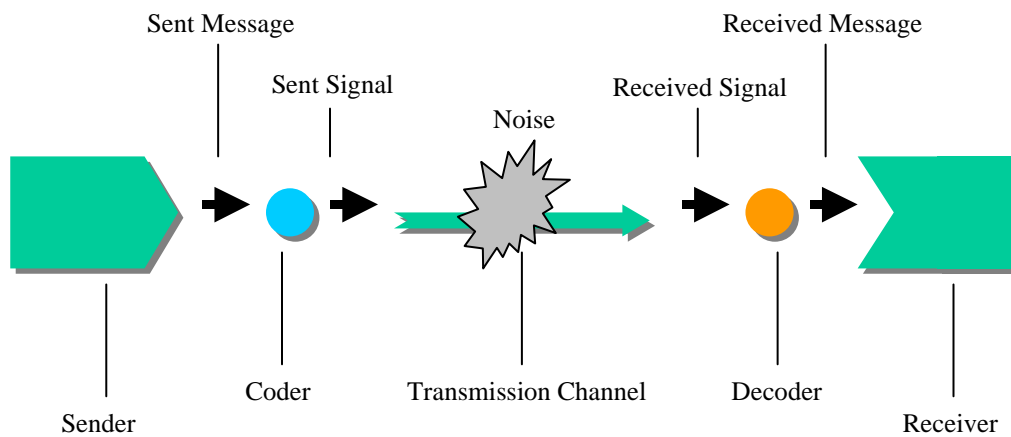 Sent Message
Received Message
Sent Signal
Received Signal
Noise
Coder
Transmission Channel
Decoder
Sender
Receiver